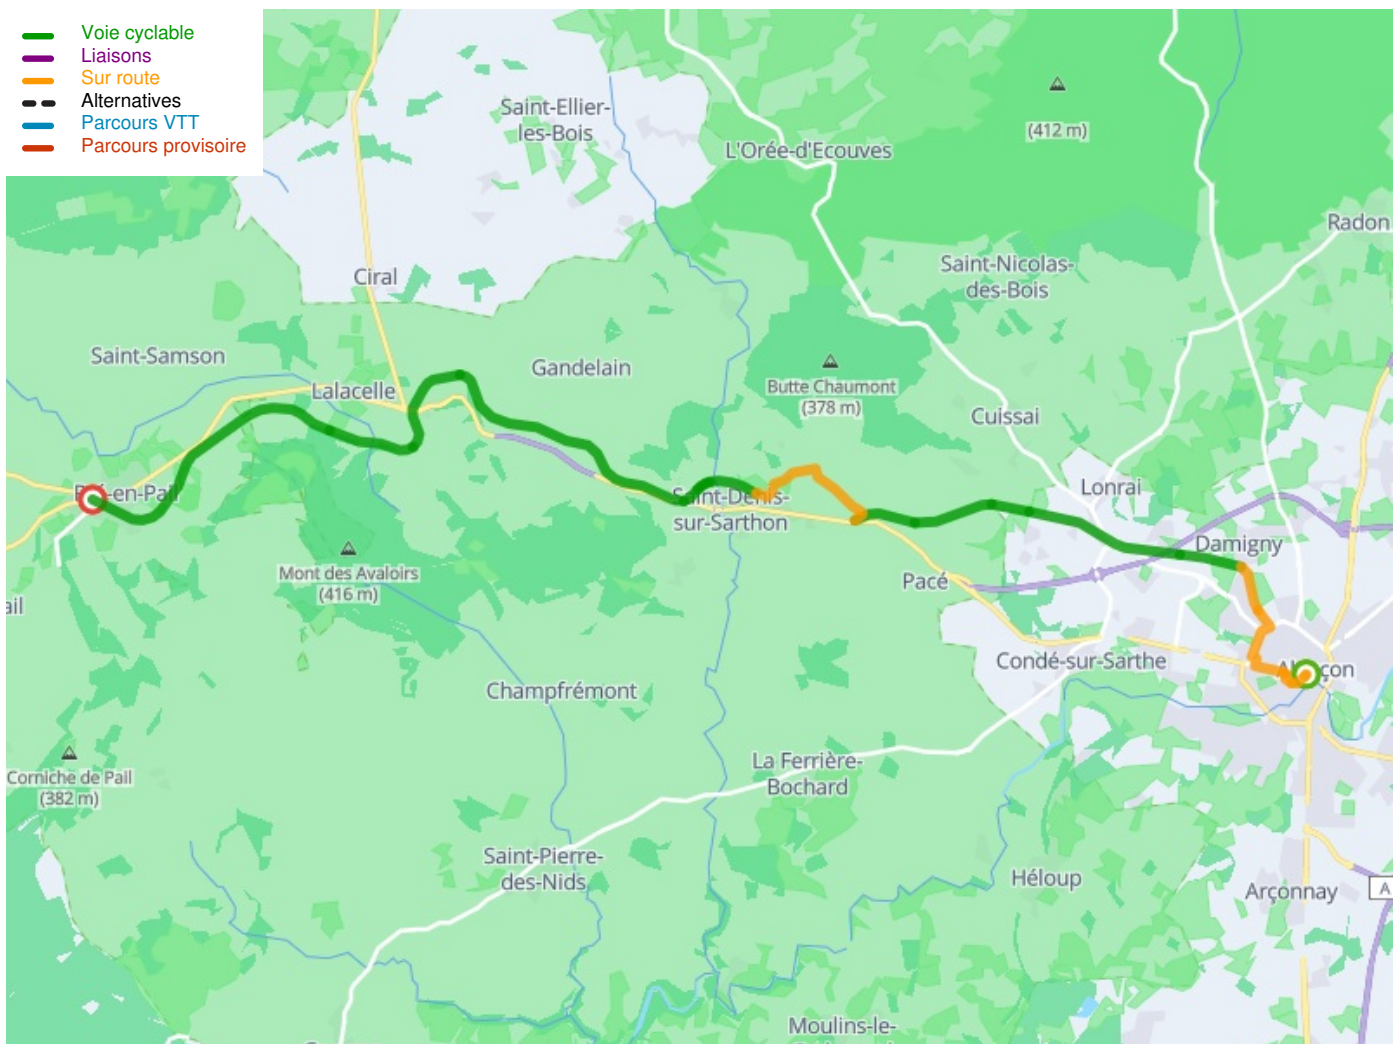 Voie cyclable
Liaisons
Sur route
Alternatives
Parcours VTT
Parcours provisoire
Saint-Ellier-
les-Bois
(412 m)
L'Orée-d'Ecouves
Radon
Saint-Nicolas-
des-Bois
Ciral
Saint-Samson
Gandelain
Lalacelle
Butte Chaumont
(378 m)
Cuissai
Lonrai
Saint-Denis-
sur-Sarthon
Damigny
Mont des Avaloirs
(416 m)
Pacé
ail
Condé-sur-Sarthe
Champfrémont
Corniche de Pail
(382 m)
La Ferrière-
Bochard
Saint-Pierre-
des-Nids
Héloup
Arçonnay
A
Moulins-le-